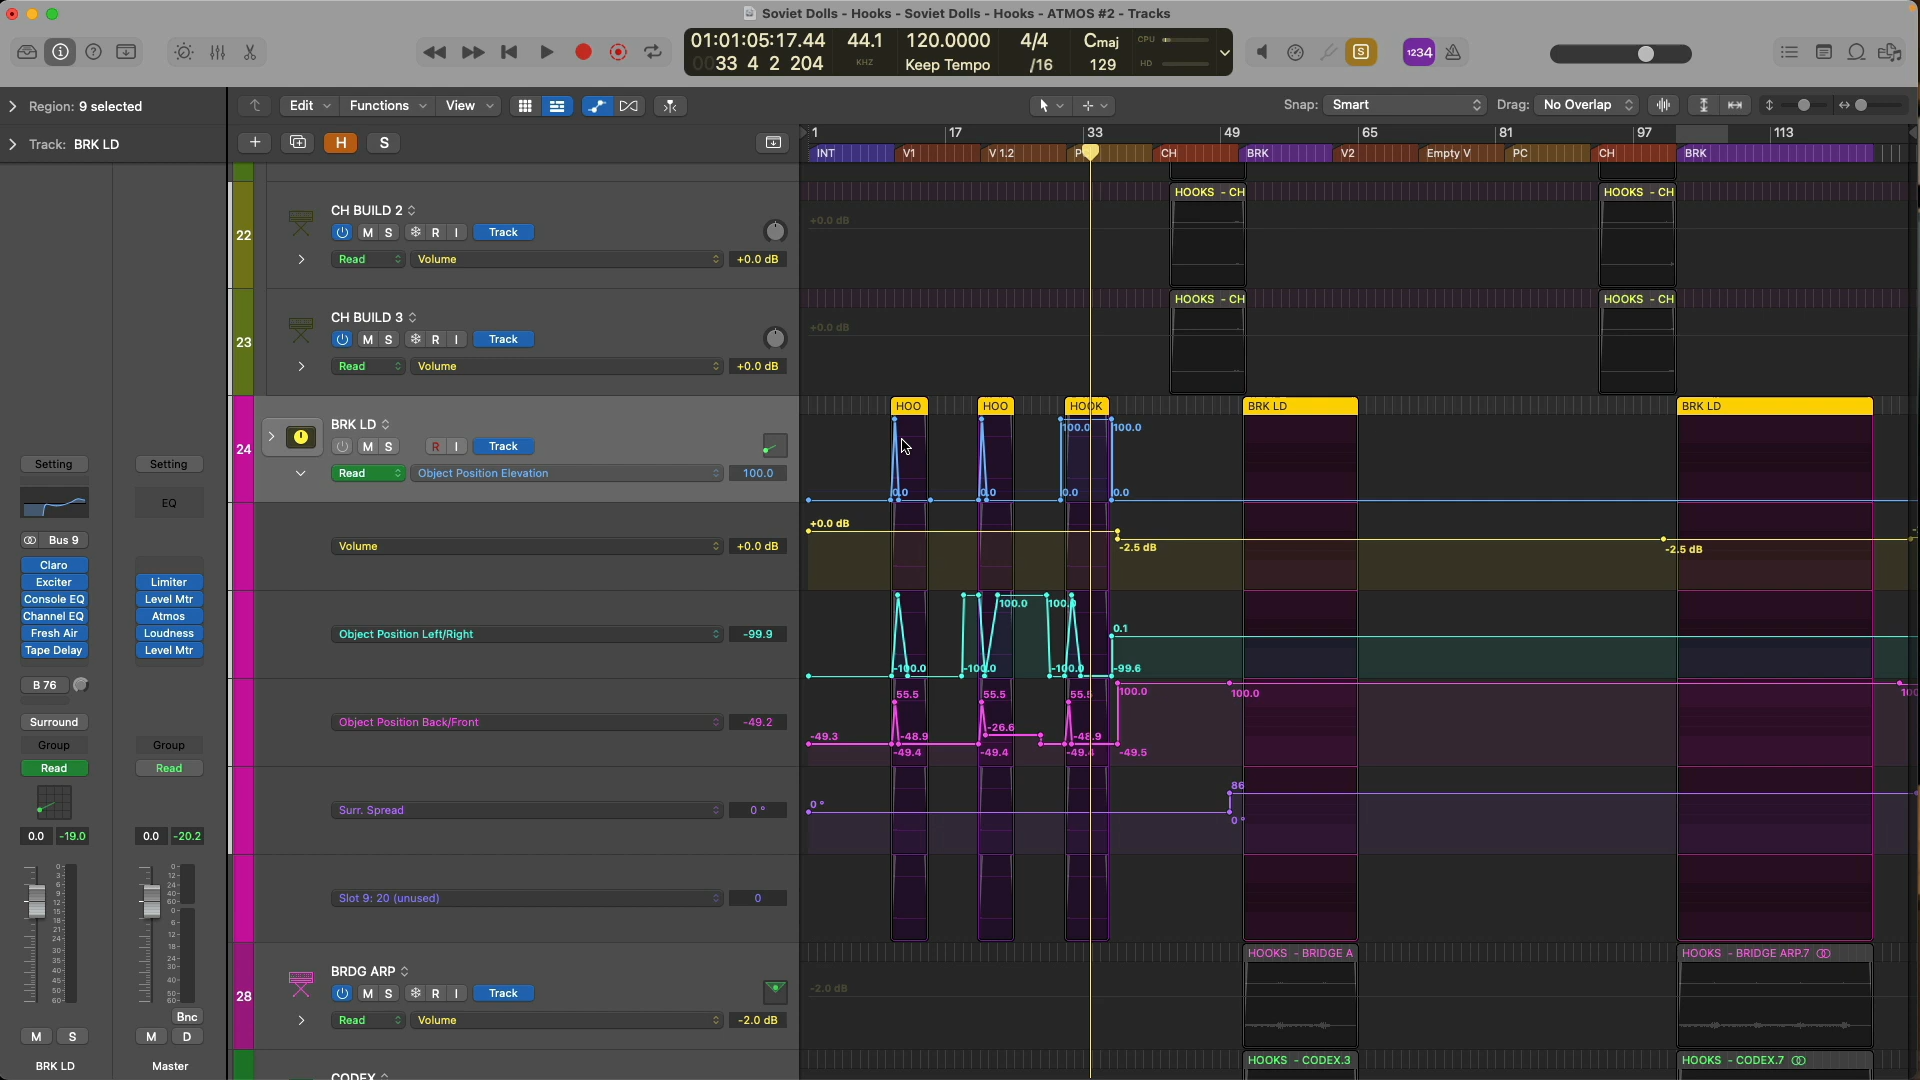 Soviet Dolls - Hooks - Soviet Dolls - Hooks - ATMOS #2 - Tracks
01:01:05:17.44
0033 4 2 204
44.1
KHZ
120.0000
Keep Tempo
4/4
/16
Cmaj
129
CPU
HD
S
1234
Region: 9 selected
Edit
Functions
View
Snap: Smart
Drag: No Overlap
Track: BRK LD
H
S
1
17
33
49
65
81
97
113
INT
V1
V 1.2
CH
BRK
V2
Empty V
PC
CH
BRK
22
CH BUILD 2
M S R I Track
Read
Volume
+0.0 dB
+0.0 dB
HOOKS - CH
HOOKS - CH
23
CH BUILD 3
M S R I Track
Read
Volume
+0.0 dB
+0.0 dB
HOOKS - CH
HOOKS - CH
24
BRK LD
M S R I Track
Read
Object Position Elevation
100.0
HOO
HOO
HOOK
BRK LD
BRK LD
100.0
100.0
0.0
0.0
0.0
0.0
Volume
+0.0 dB
+0.0 dB
-2.5 dB
-2.5 dB
Object Position Left/Right
-99.9
100.0
100.0
0.1
-100.0
-100.0
-100.0
-99.6
Object Position Back/Front
-49.2
-49.3
55.5
55.5
55.5
100.0
100.0
-48.9
-26.6
-48.9
-49.4
-49.4
-49.4
-49.5
Surr. Spread
0 °
0 °
86
0 °
Slot 9: 20 (unused)
0
28
BRDG ARP
M S R I Track
Read
Volume
-2.0 dB
-2.0 dB
HOOKS - BRIDGE A
HOOKS - BRIDGE ARP.7
CODEX
HOOKS - CODEX.3
HOOKS - CODEX.7
Setting
Setting
EQ
Bus 9
Claro
Exciter
Console EQ
Channel EQ
Fresh Air
Tape Delay
Limiter
Level Mtr
Atmos
Loudness
Level Mtr
B 76
Surround
Group
Group
Read
Read
0.0
-19.0
0.0
-20.2
Bnc
M S
M D
BRK LD
Master